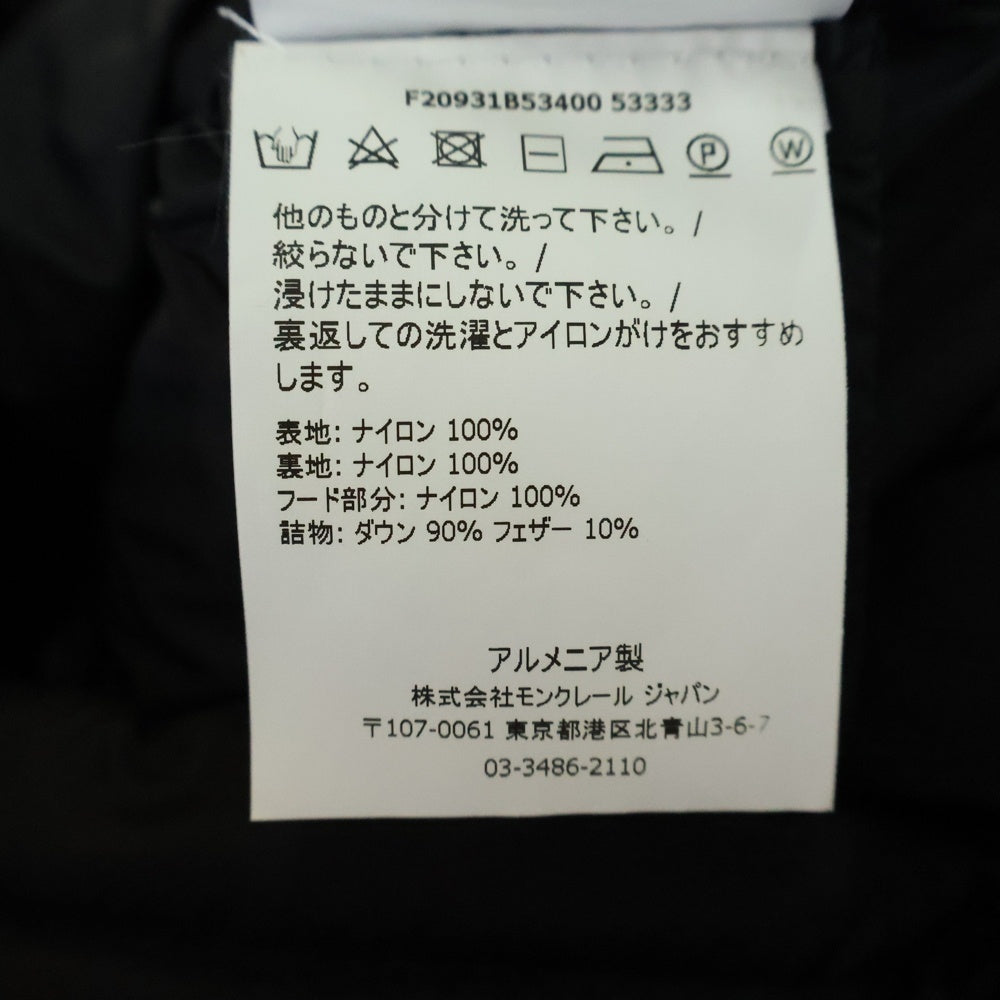 F20931B53400 53333
P W
他のものと分けて洗って下さい。/
絞らないで下さい。/
浸けたままにしないで下さい。/
裏返しての洗濯とアイロンがけをおすすめ
します。
表地: ナイロン 100%
裏地: ナイロン 100%
フード部分: ナイロン 100%
詰物: ダウン 90% フェザー 10%
アルメニア製
株式会社モンクレール ジャパン
〒107-0061 東京都港区北青山3-6-7
03-3486-2110